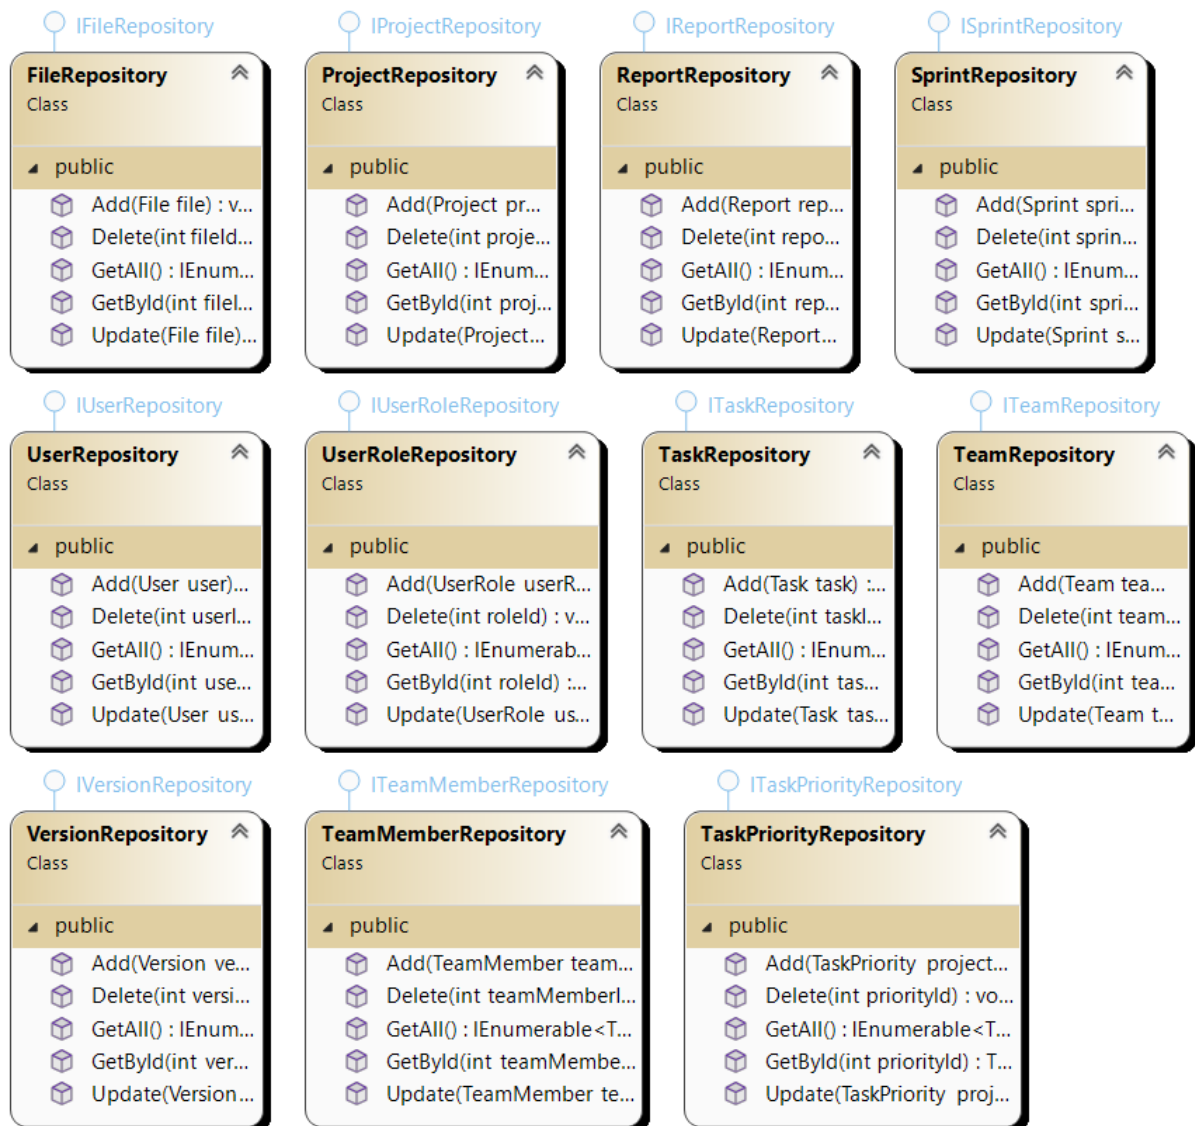 IFileRepository
FileRepository
Class
public
Add(File file) : v...
Delete(int fileId...
GetAll() : IEnum...
GetById(int fileI...
Update(File file)...
IProjectRepository
ProjectRepository
Class
public
Add(Project pr...
Delete(int proje...
GetAll() : IEnum...
GetById(int proj...
Update(Project...
IReportRepository
ReportRepository
Class
public
Add(Report rep...
Delete(int repo...
GetAll() : IEnum...
GetById(int rep...
Update(Report...
ISprintRepository
SprintRepository
Class
public
Add(Sprint spri...
Delete(int sprin...
GetAll() : IEnum...
GetById(int spri...
Update(Sprint s...
IUserRepository
UserRepository
Class
public
Add(User user)...
Delete(int userI...
GetAll() : IEnum...
GetById(int use...
Update(User us...
IUserRoleRepository
UserRoleRepository
Class
public
Add(UserRole userR...
Delete(int roleId) : v...
GetAll() : IEnumerab...
GetById(int roleId) :...
Update(UserRole us...
ITaskRepository
TaskRepository
Class
public
Add(Task task) :...
Delete(int taskI...
GetAll() : IEnum...
GetById(int tas...
Update(Task tas...
ITeamRepository
TeamRepository
Class
public
Add(Team tea...
Delete(int team...
GetAll() : IEnum...
GetById(int tea...
Update(Team t...
IVersionRepository
VersionRepository
Class
public
Add(Version ve...
Delete(int versi...
GetAll() : IEnum...
GetById(int ver...
Update(Version...
ITeamMemberRepository
TeamMemberRepository
Class
public
Add(TeamMember team...
Delete(int teamMemberI...
GetAll() : IEnumerable<T...
GetById(int teamMembe...
Update(TeamMember te...
ITaskPriorityRepository
TaskPriorityRepository
Class
public
Add(TaskPriority project...
Delete(int priorityId) : vo...
GetAll() : IEnumerable<T...
GetById(int priorityId) : T...
Update(TaskPriority proj...